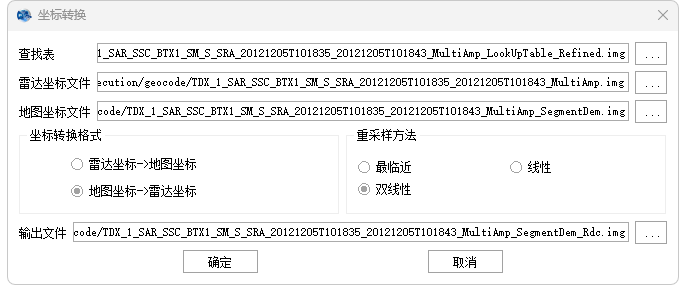 坐标转换
查找表 1_SAR_SSC_BTX1_SM_S_SRA_20121205T101835_20121205T101843_MultiAmp_LookUpTable_Refined.img ...
雷达坐标文件 ecution/geocode/TDX_1_SAR_SSC_BTX1_SM_S_SRA_20121205T101835_20121205T101843_MultiAmp.img ...
地图坐标文件 code/TDX_1_SAR_SSC_BTX1_SM_S_SRA_20121205T101835_20121205T101843_MultiAmp_SegmentDem.img ...
坐标转换格式 重采样方法
雷达坐标->地图坐标 最临近 线性
地图坐标->雷达坐标 双线性
输出文件 code/TDX_1_SAR_SSC_BTX1_SM_S_SRA_20121205T101835_20121205T101843_MultiAmp_SegmentDem_Rdc.img ...
确定 取消